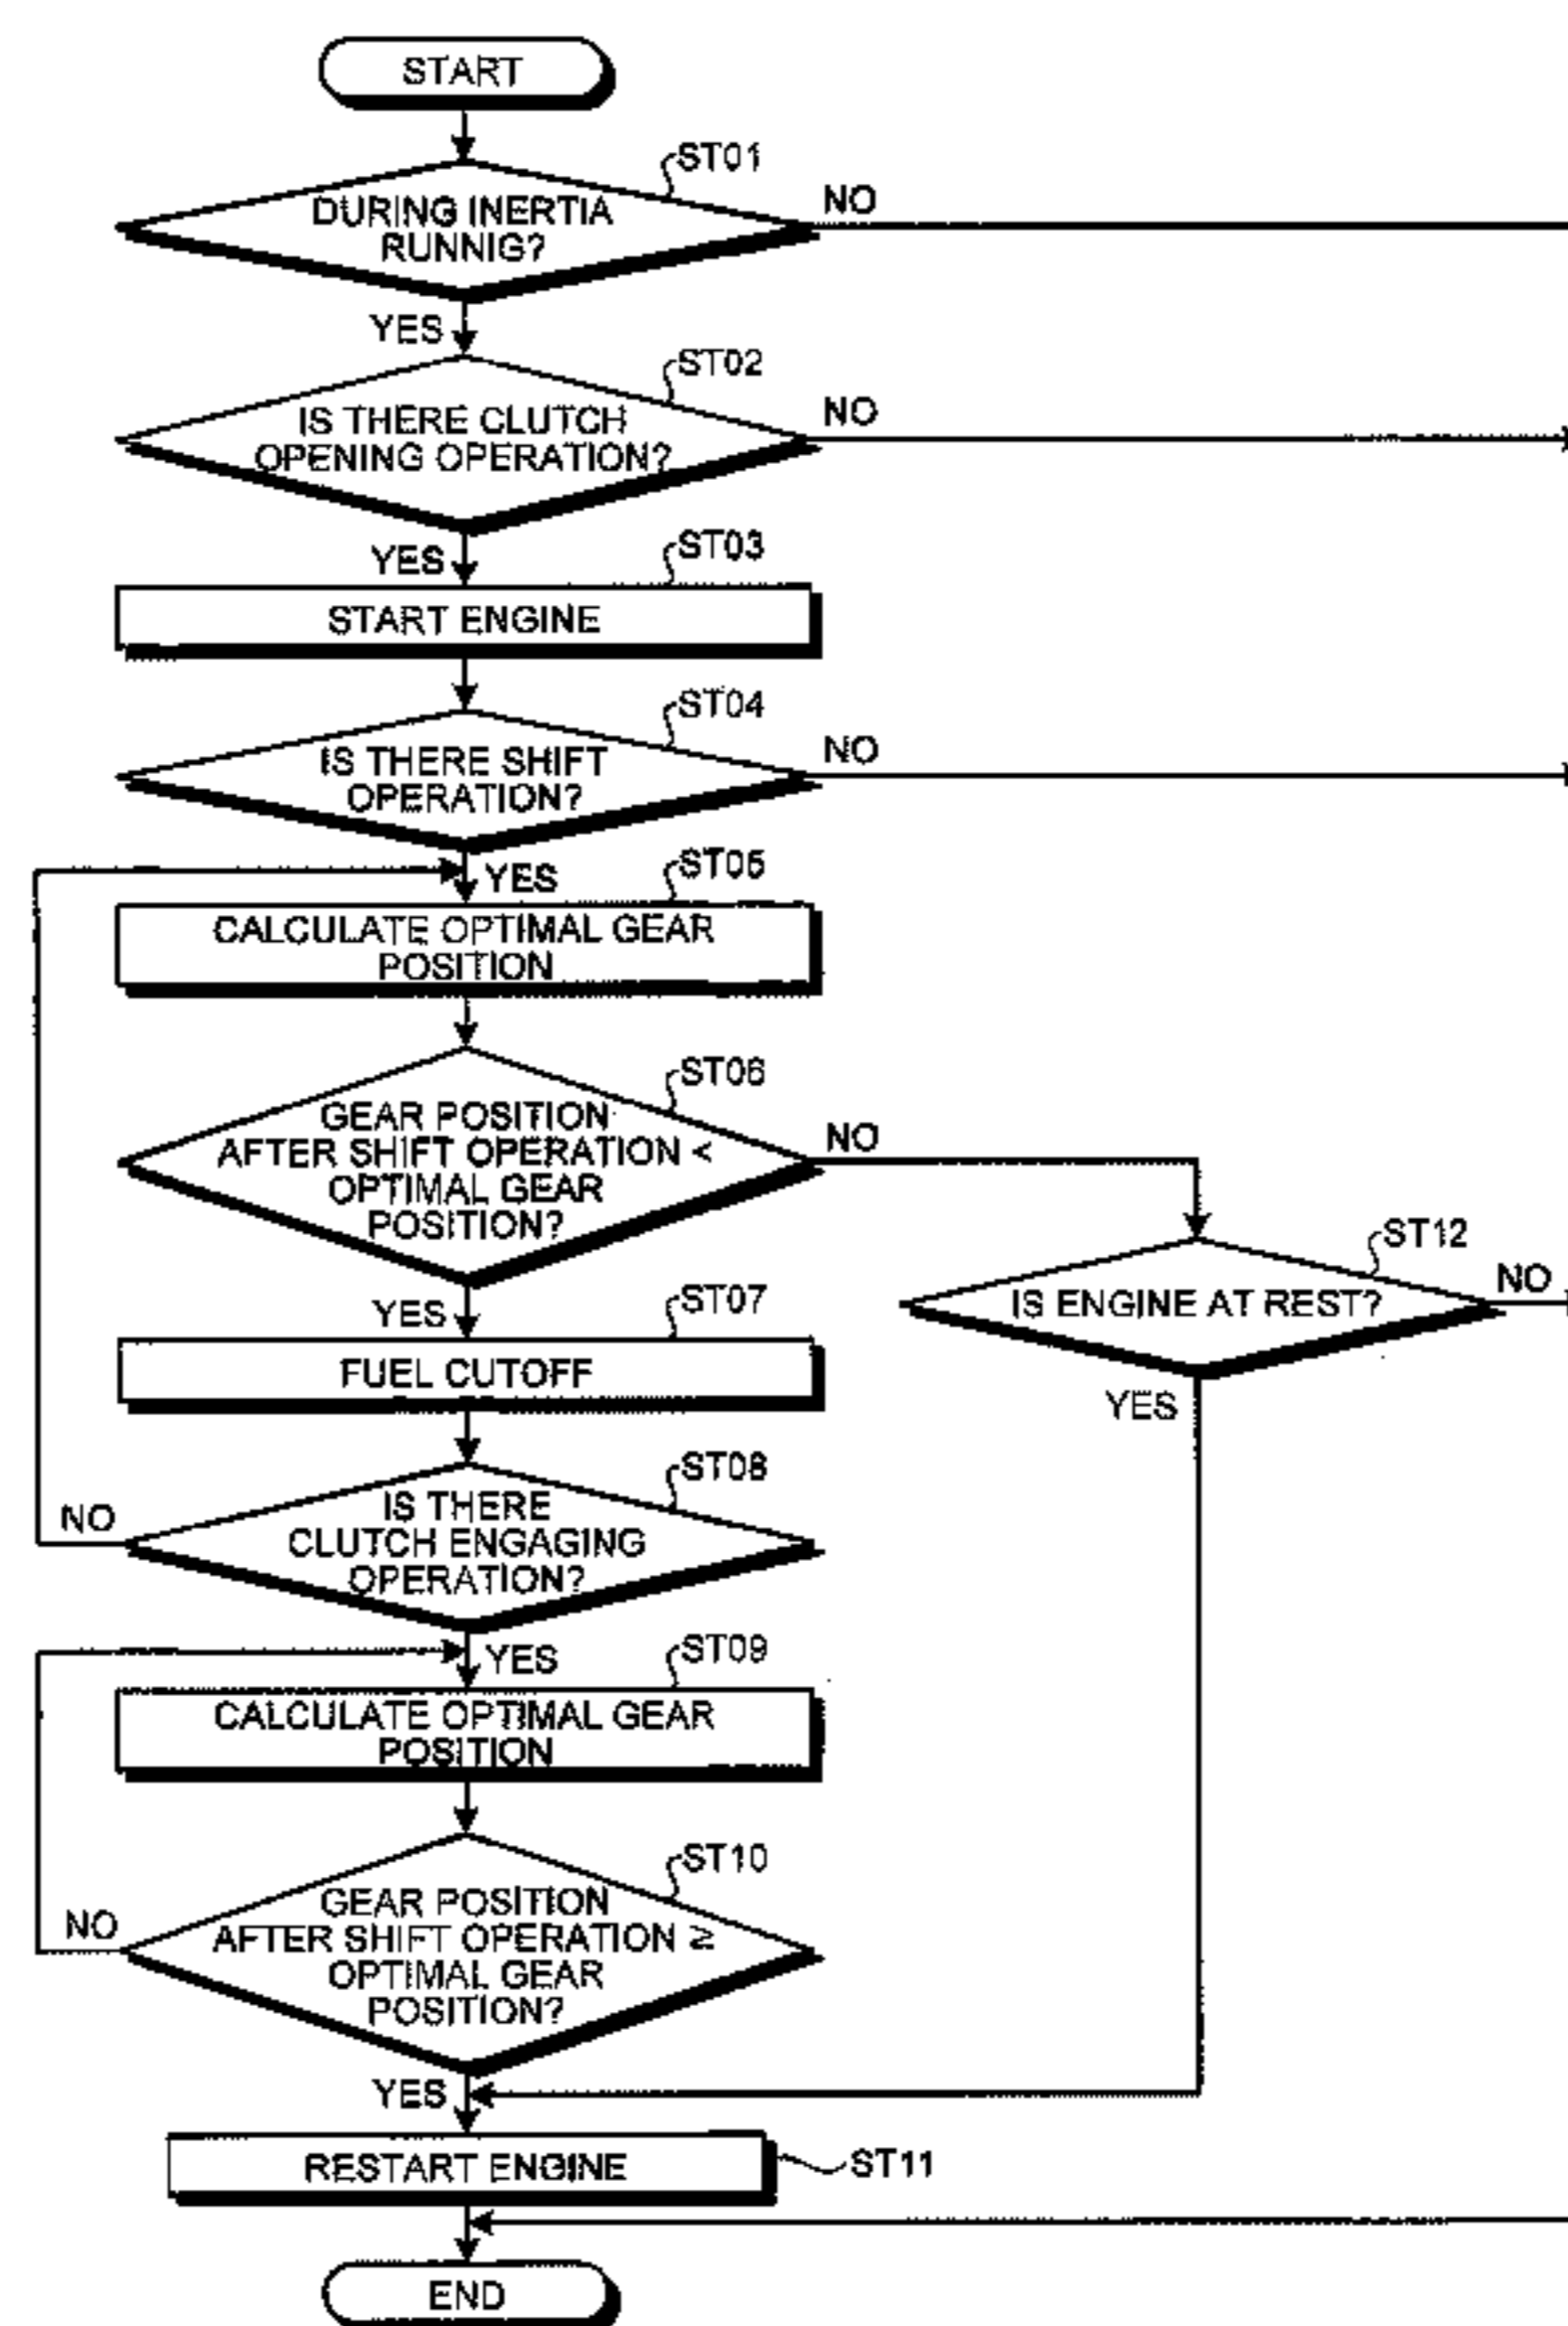 START
ST01
DURING INERTIA
RUNNIG?
NO
YES
ST02
IS THERE CLUTCH
OPENING OPERATION?
NO
YES
ST03
START ENGINE
ST04
IS THERE SHIFT
OPERATION?
NO
YES
ST05
CALCULATE OPTIMAL GEAR
POSITION
ST06
GEAR POSITION
AFTER SHIFT OPERATION <
OPTIMAL GEAR
POSITION?
NO
ST12
IS ENGINE AT REST?
NO
YES
YES
ST07
FUEL CUTOFF
ST08
IS THERE
CLUTCH ENGAGING
OPERATION?
NO
YES
ST09
CALCULATE OPTIMAL GEAR
POSITION
ST10
GEAR POSITION
AFTER SHIFT OPERATION ≥
OPTIMAL GEAR
POSITION?
NO
YES
RESTART ENGINE
ST11
END